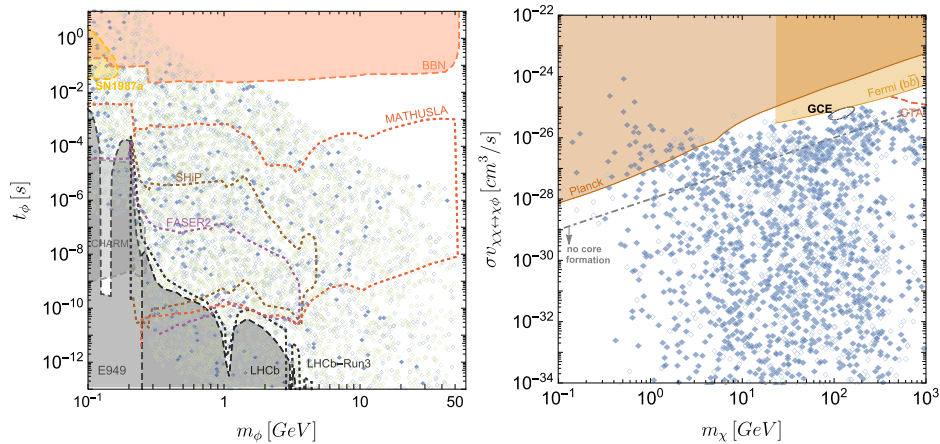 10^0
10^-2
10^-4
10^-6
10^-8
10^-10
10^-12
t_ϕ [s]
BBN
SN1987a
MATHUSLA
SHiP
FASER2
CHARM
E949
LHCb
LHCb-Run3
10^-1
1
10
50
m_ϕ [GeV]
10^-22
10^-24
10^-26
10^-28
10^-30
10^-32
10^-34
σv_χχ↔χϕ [cm^3/s]
Fermi (bb̅)
GCE
CTA
Planck
no core
formation
10^-1
10^0
10^1
10^2
10^3
m_χ [GeV]